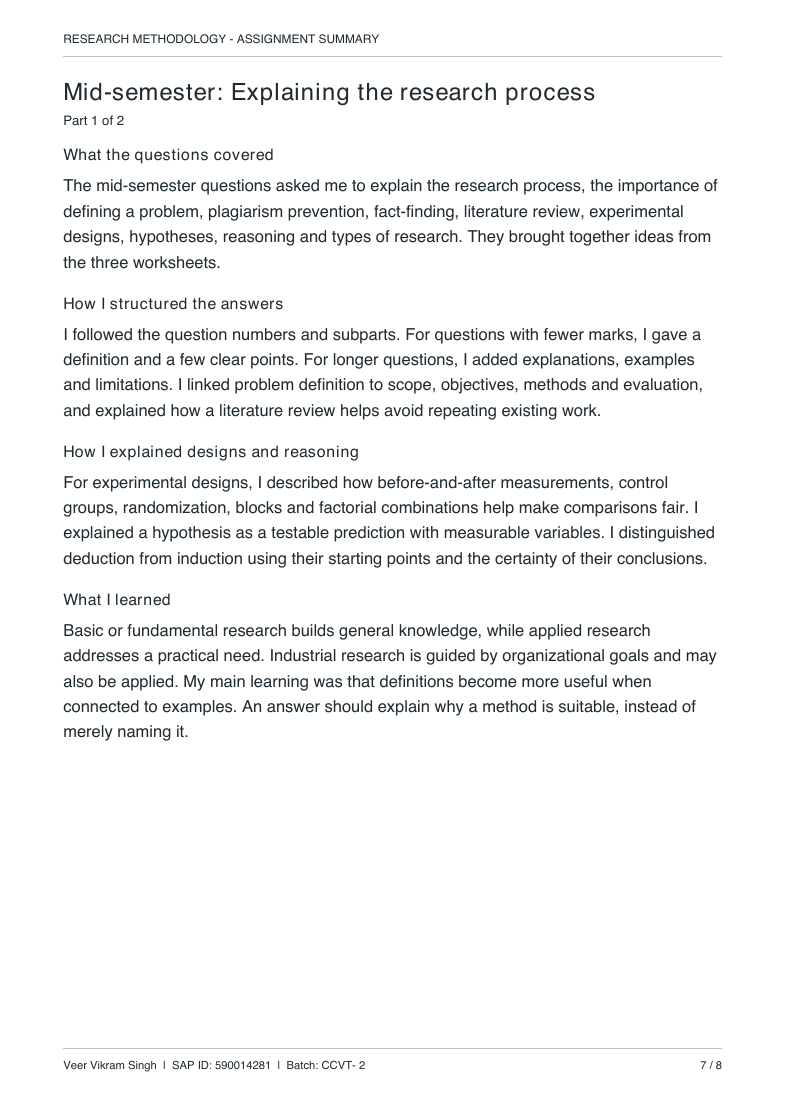 RESEARCH METHODOLOGY - ASSIGNMENT SUMMARY
Mid-semester: Explaining the research process
Part 1 of 2
What the questions covered
The mid-semester questions asked me to explain the research process, the importance of
defining a problem, plagiarism prevention, fact-finding, literature review, experimental
designs, hypotheses, reasoning and types of research. They brought together ideas from
the three worksheets.
How I structured the answers
I followed the question numbers and subparts. For questions with fewer marks, I gave a
definition and a few clear points. For longer questions, I added explanations, examples
and limitations. I linked problem definition to scope, objectives, methods and evaluation,
and explained how a literature review helps avoid repeating existing work.
How I explained designs and reasoning
For experimental designs, I described how before-and-after measurements, control
groups, randomization, blocks and factorial combinations help make comparisons fair. I
explained a hypothesis as a testable prediction with measurable variables. I distinguished
deduction from induction using their starting points and the certainty of their conclusions.
What I learned
Basic or fundamental research builds general knowledge, while applied research
addresses a practical need. Industrial research is guided by organizational goals and may
also be applied. My main learning was that definitions become more useful when
connected to examples. An answer should explain why a method is suitable, instead of
merely naming it.
Veer Vikram Singh | SAP ID: 590014281 | Batch: CCVT- 2
7 / 8